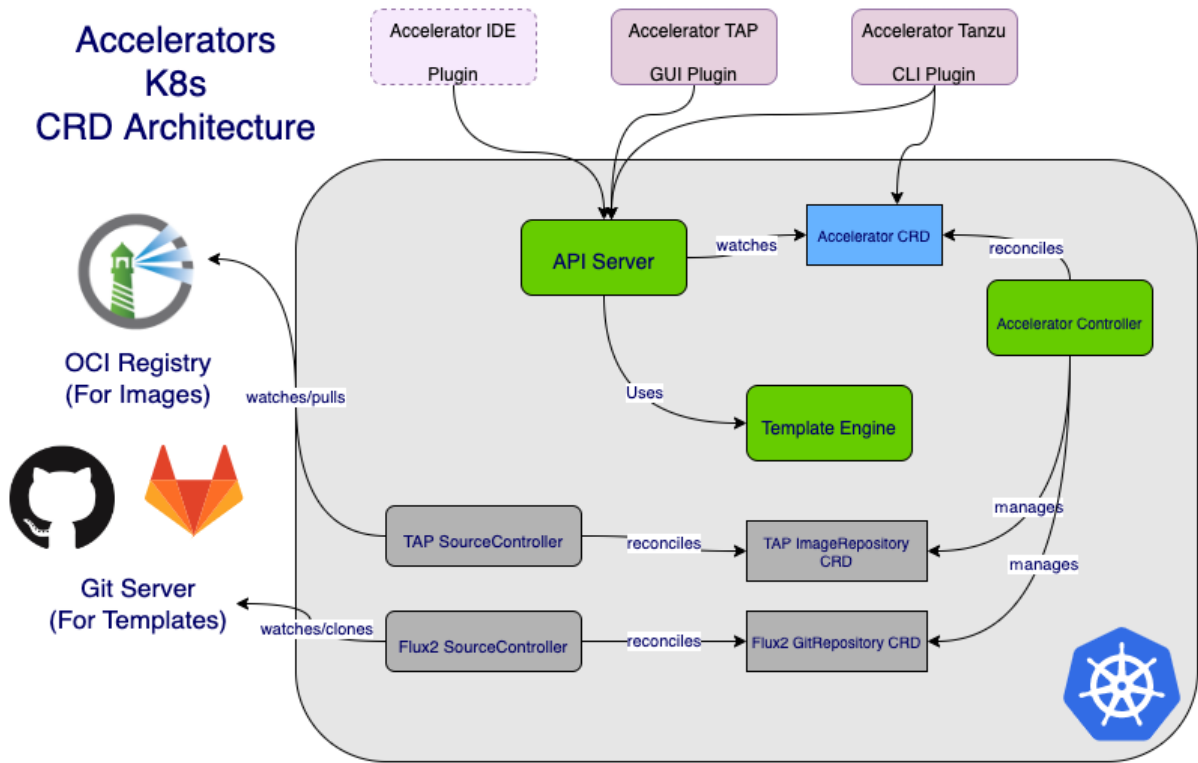 Accelerators
K8s
CRD Architecture
Accelerator IDE
Plugin
Accelerator TAP
GUI Plugin
Accelerator Tanzu
CLI Plugin
API Server
watches
Accelerator CRD
reconciles
Accelerator Controller
OCI Registry
(For Images)
watches/pulls
Uses
Template Engine
manages
TAP SourceController
reconciles
TAP ImageRepository
CRD
manages
Git Server
(For Templates)
watches/clones
Flux2 SourceController
reconciles
Flux2 GitRepository CRD